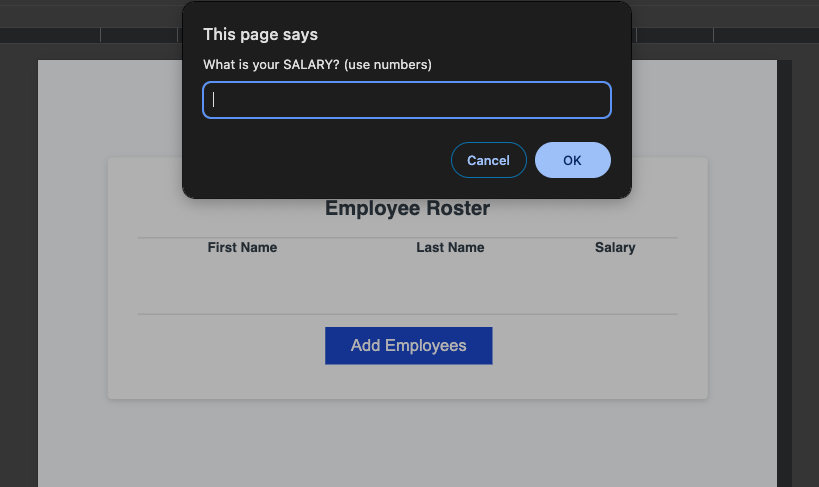 This page says
What is your SALARY? (use numbers)
Cancel OK
Employee Roster
First Name Last Name Salary
Add Employees